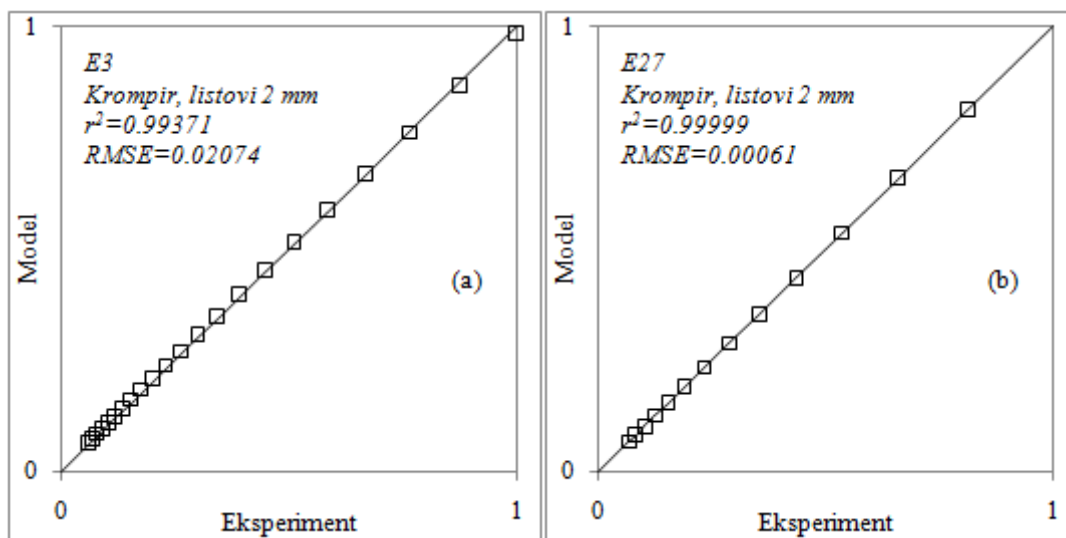 1
E3
Krompir, listovi 2 mm
r²=0.99371
RMSE=0.02074
Model
(a)
0
0
Eksperiment
1
1
E27
Krompir, listovi 2 mm
r²=0.99999
RMSE=0.00061
Model
(b)
0
0
Eksperiment
1